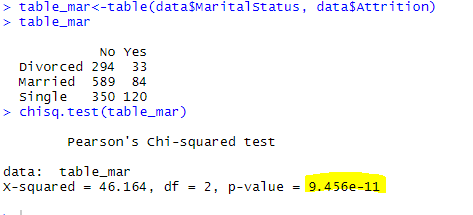 > table_mar<-table(data$MaritalStatus, data$Attrition)
> table_mar
No Yes
Divorced 294 33
Married 589 84
Single 350 120
> chisq.test(table_mar)
Pearson's Chi-squared test
data: table_mar
X-squared = 46.164, df = 2, p-value = 9.456e-11
>